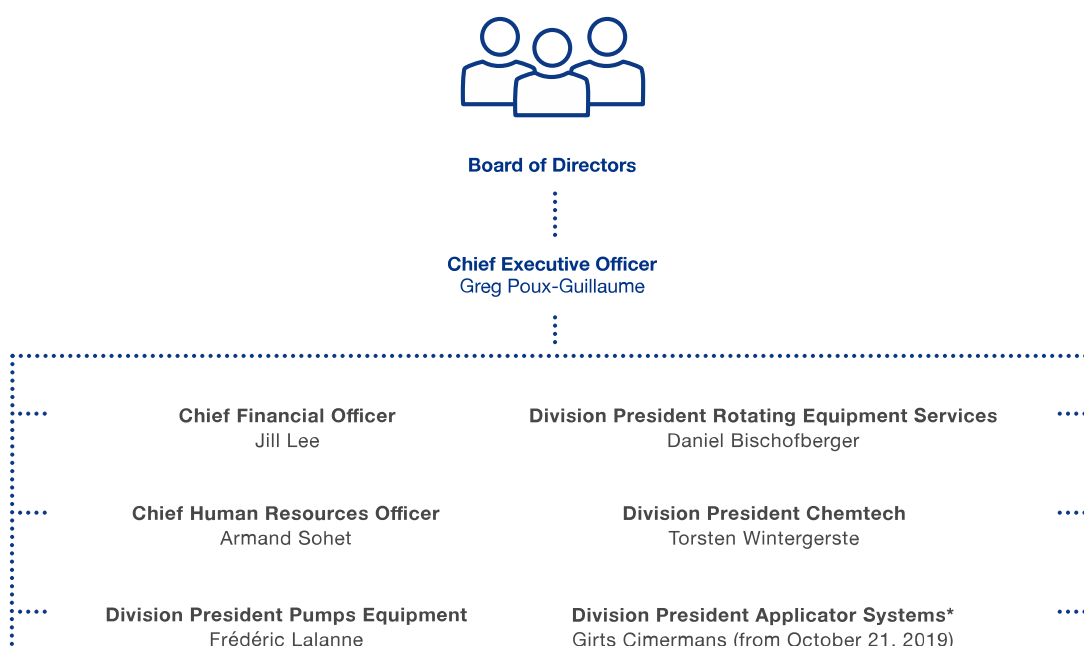 Board of Directors
Chief Executive Officer
Greg Poux-Guillaume
Chief Financial Officer
Jill Lee
Division President Rotating Equipment Services
Daniel Bischofberger
Chief Human Resources Officer
Armand Sohet
Division President Chemtech
Torsten Wintergerste
Division President Pumps Equipment
Frédéric Lalanne
Division President Applicator Systems*
Girts Cimermans (from October 21, 2019)